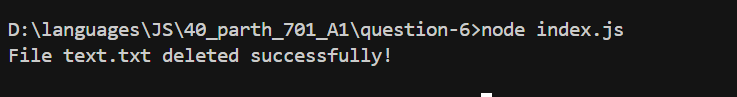 D:\languages\JS\40_parth_701_A1\question-6>node index.js
File text.txt deleted successfully!